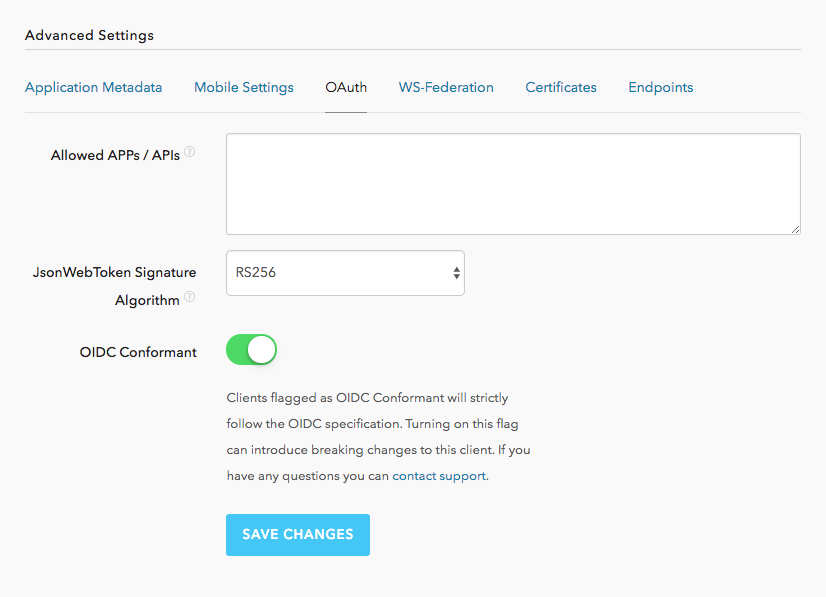 Advanced Settings
Application Metadata Mobile Settings OAuth WS-Federation Certificates Endpoints
Allowed APPs / APIs ?
JsonWebToken Signature
Algorithm ?
RS256
OIDC Conformant
Clients flagged as OIDC Conformant will strictly
follow the OIDC specification. Turning on this flag
can introduce breaking changes to this client. If you
have any questions you can contact support.
SAVE CHANGES